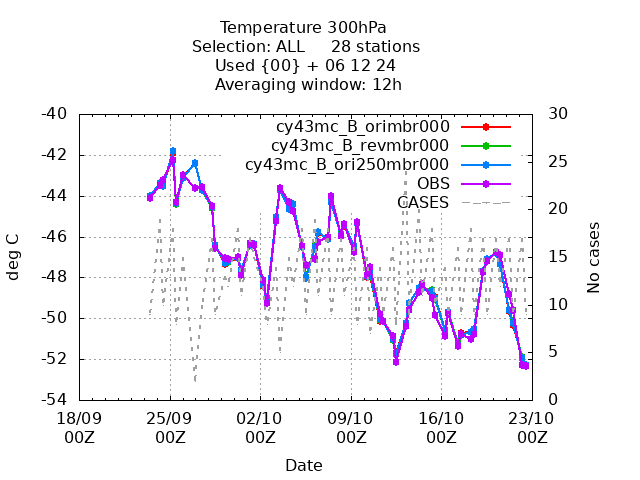 Temperature 300hPa
Selection: ALL 28 stations
Used {00} + 06 12 24
Averaging window: 12h
-40
-42
-44
-46
-48
-50
-52
-54
deg C
30
25
20
15
10
5
0
No cases
cy43mc_B_orimbr000
cy43mc_B_revmbr000
cy43mc_B_ori250mbr000
OBS
CASES
18/09 25/09 02/10 09/10 16/10 23/10
00Z 00Z 00Z 00Z 00Z 00Z
Date